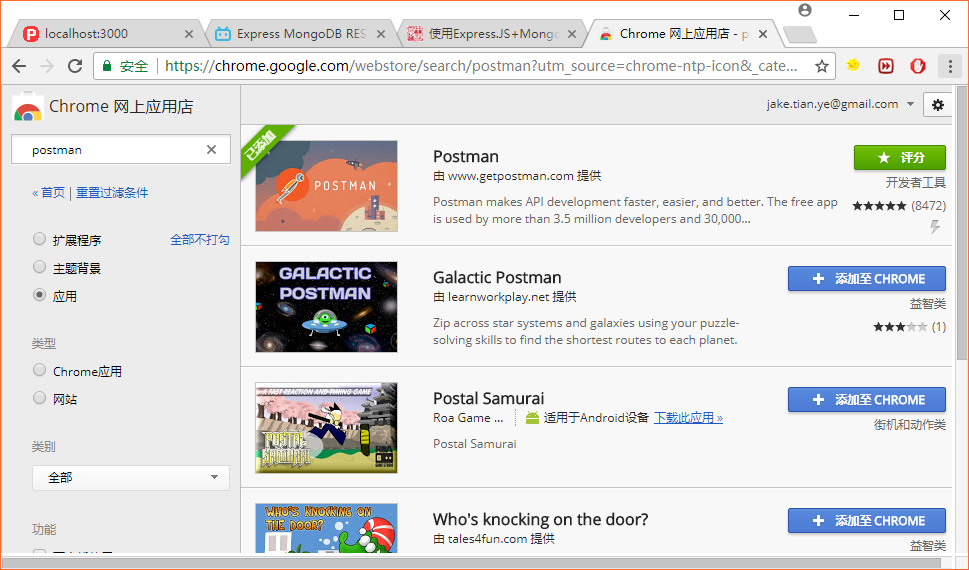 localhost:3000
Express MongoDB RES
使用Express.JS+Mong
Chrome 网上应用店 - p
安全
https://chrome.google.com/webstore/search/postman?utm_source=chrome-ntp-icon&_cate...
Chrome 网上应用店
jake.tian.ye@gmail.com
postman
« 首页
重置过滤条件
扩展程序
全部不打勾
主题背景
应用
类型
Chrome应用
网站
类别
全部
功能
已添加
POSTMAN
Postman
由 www.getpostman.com 提供
Postman makes API development faster, easier, and better. The free app
is used by more than 3.5 million developers and 30,000...
评分
开发者工具
(8472)
GALACTIC
POSTMAN
Galactic Postman
由 learnworkplay.net 提供
Zip across star systems and galaxies using your puzzle-
solving skills to find the shortest routes to each planet.
添加至 CHROME
益智类
(1)
A FAST REACTION AND TIMING GAME
POSTAL
SAMURAI
ROA
Postal Samurai
Roa Game ...
适用于Android设备 下载此应用 »
Postal Samurai
添加至 CHROME
街机和动作类
WHO'S KNOCKING ON
THE DOOR?
Who's knocking on the door?
由 tales4fun.com 提供
添加至 CHROME
益智类